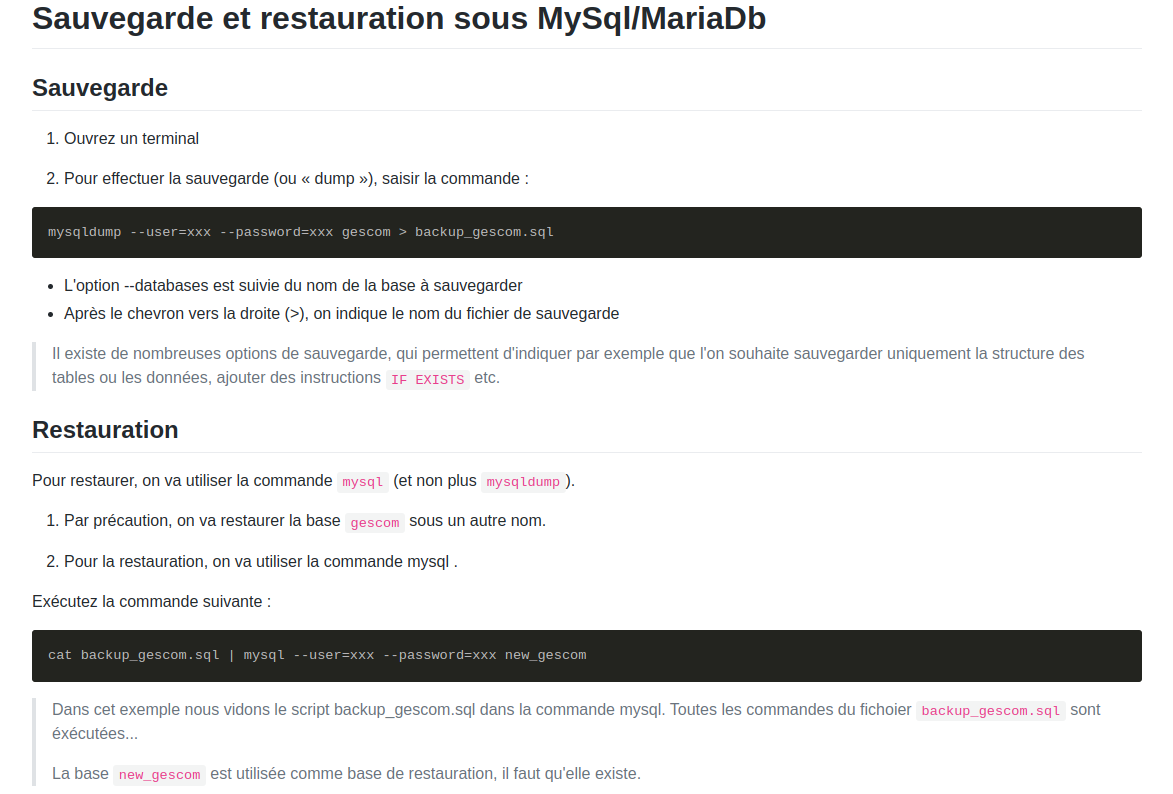 Sauvegarde et restauration sous MySql/MariaDb
Sauvegarde
1. Ouvrez un terminal
2. Pour effectuer la sauvegarde (ou « dump »), saisir la commande :
mysqldump --user=xxx --password=xxx gescom > backup_gescom.sql
• L'option --databases est suivie du nom de la base à sauvegarder
• Après le chevron vers la droite (>), on indique le nom du fichier de sauvegarde
Il existe de nombreuses options de sauvegarde, qui permettent d'indiquer par exemple que l'on souhaite sauvegarder uniquement la structure des
tables ou les données, ajouter des instructions IF EXISTS etc.
Restauration
Pour restaurer, on va utiliser la commande mysql (et non plus mysqldump).
1. Par précaution, on va restaurer la base gescom sous un autre nom.
2. Pour la restauration, on va utiliser la commande mysql .
Exécutez la commande suivante :
cat backup_gescom.sql | mysql --user=xxx --password=xxx new_gescom
Dans cet exemple nous vidons le script backup_gescom.sql dans la commande mysql. Toutes les commandes du fichoier backup_gescom.sql sont
éxécutées...
La base new_gescom est utilisée comme base de restauration, il faut qu'elle existe.